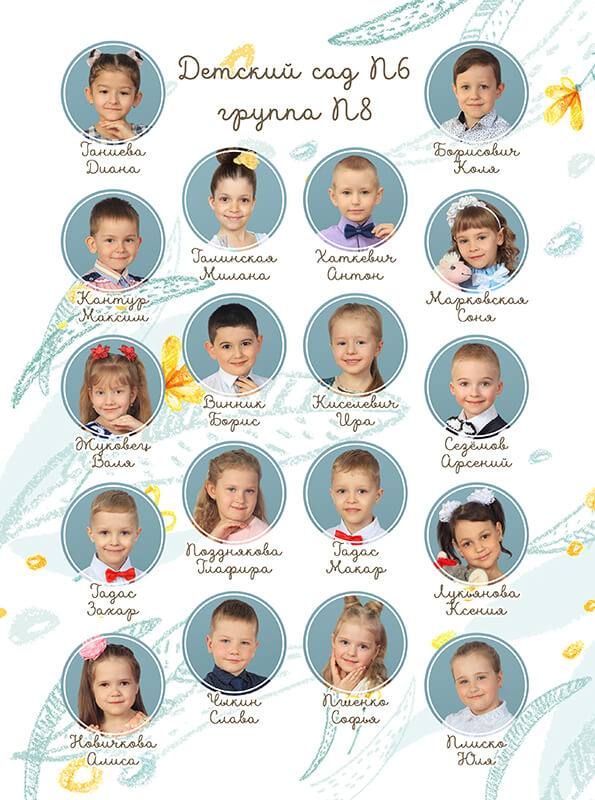 Детский сад N6
группа N8
Ганиева
Диана
Борисович
Коля
Галинская
Милана
Хаткевич
Антон
Кантур
Максим
Марковская
Соня
Винник
Борис
Киселевич
Ира
Жуковец
Валя
Сезёмов
Арсений
Позднякова
Глафира
Гадас
Макар
Гадас
Захар
Лукьянова
Ксения
Чыкин
Слава
Пшенко
Софья
Новичкова
Алиса
Плиско
Юля